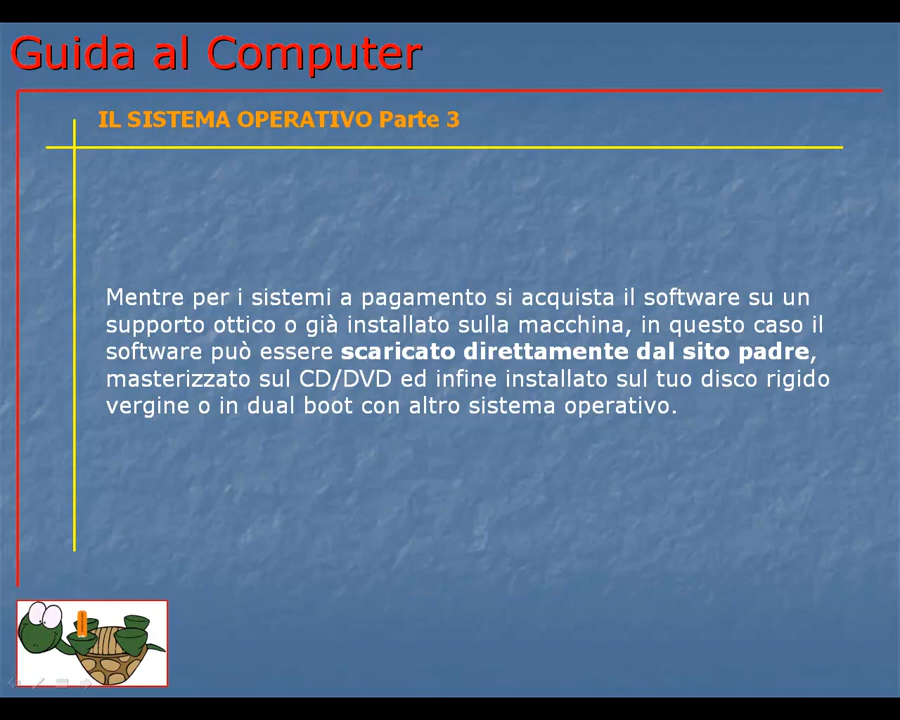 Guida al Computer
IL SISTEMA OPERATIVO Parte 3
Mentre per i sistemi a pagamento si acquista il software su un
supporto ottico o già installato sulla macchina, in questo caso il
software può essere scaricato direttamente dal sito padre,
masterizzato sul CD/DVD ed infine installato sul tuo disco rigido
vergine o in dual boot con altro sistema operativo.